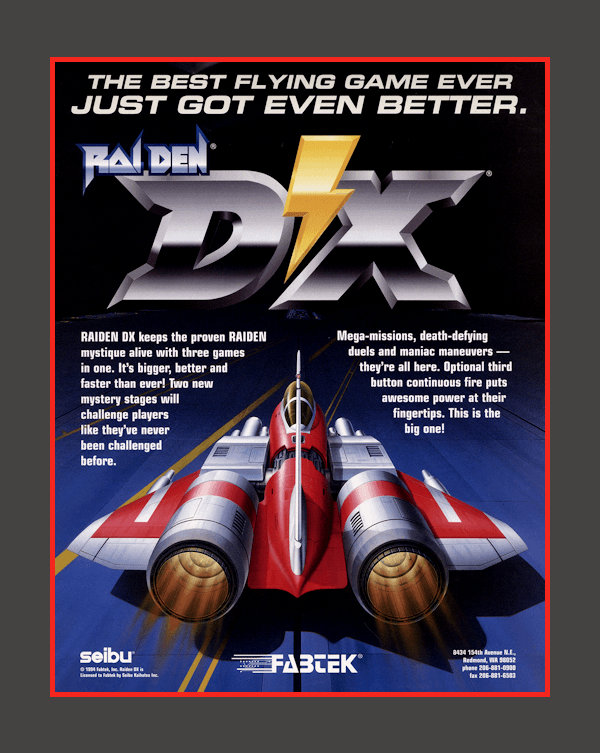 THE BEST FLYING GAME EVER
JUST GOT EVEN BETTER.
RAIDEN®
DX®
RAIDEN DX keeps the proven RAIDEN
mystique alive with three games
in one. It's bigger, better and
faster than ever! Two new
mystery stages will
challenge players
like they've never
been challenged
before.
Mega-missions, death-defying
duels and maniac maneuvers —
they're all here. Optional third
button continuous fire puts
awesome power at their
fingertips. This is the
big one!
seibu®
© 1994 Fabtek, Inc. Raiden DX is
Licensed to Fabtek by Seibu Kaihatsu Inc.
FABTEK®
8434 154th Avenue N.E.,
Redmond, WA 98052
phone 206-881-0908
fax 206-881-6503